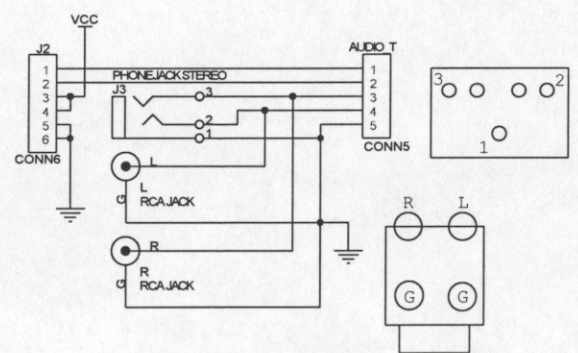 VCC
J2
1
2
3
4
5
6
CONN6
PHONEJACK STEREO
J3
3
2
1
L
L
RCA JACK
G
R
R
RCA JACK
G
AUDIO T
1
2
3
4
5
CONN5
3
2
1
R L
G G